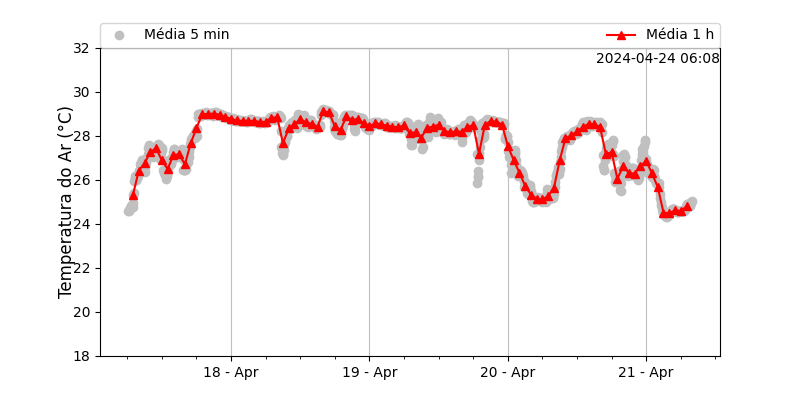 Média 5 min
Média 1 h
2024-04-24 06:08
Temperatura do Ar (°C)
32
30
28
26
24
22
20
18
18 - Apr
19 - Apr
20 - Apr
21 - Apr